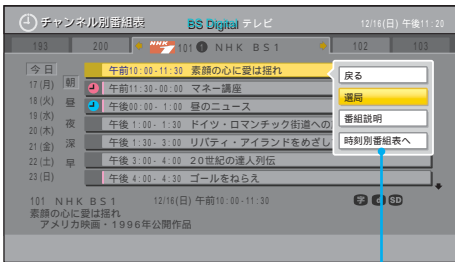 チャンネル別番組表 BS Digital テレビ 12/16(日) 午後11:20
193 200 101 NHK BS1 102 103
今日 午前10:00-11:30 素顔の心に愛は揺れ
17(月) 朝 午前11:30-00:00 マネー講座
18(火) 昼 午後00:00- 1:00 昼のニュース
19(水)
20(木) 夜 午後 1:00- 1:30 ドイツ・ロマンチック街道への
21(金) 深 午後 1:30- 3:00 リバティ・アイランドをめざし
22(土) 早 午後 3:00- 4:00 20世紀の達人列伝
23(日) 午後 4:00- 4:30 ゴールをねらえ
戻る
選局
番組説明
時刻別番組表へ
101 NHK BS1 12/16(日) 午前10:00-11:30 字 SD
素顔の心に愛は揺れ
アメリカ映画・1996年公開作品